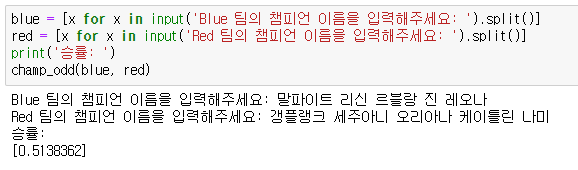 blue = [x for x in input('Blue 팀의 챔피언 이름을 입력해주세요: ').split()]
red = [x for x in input('Red 팀의 챔피언 이름을 입력해주세요: ').split()]
print('승률: ')
champ_odd(blue, red)
Blue 팀의 챔피언 이름을 입력해주세요: 말파이트 리신 르블랑 진 레오나
Red 팀의 챔피언 이름을 입력해주세요: 갱플랭크 세주아니 오리아나 케이틀린 나미
승률:
[0.5138362]